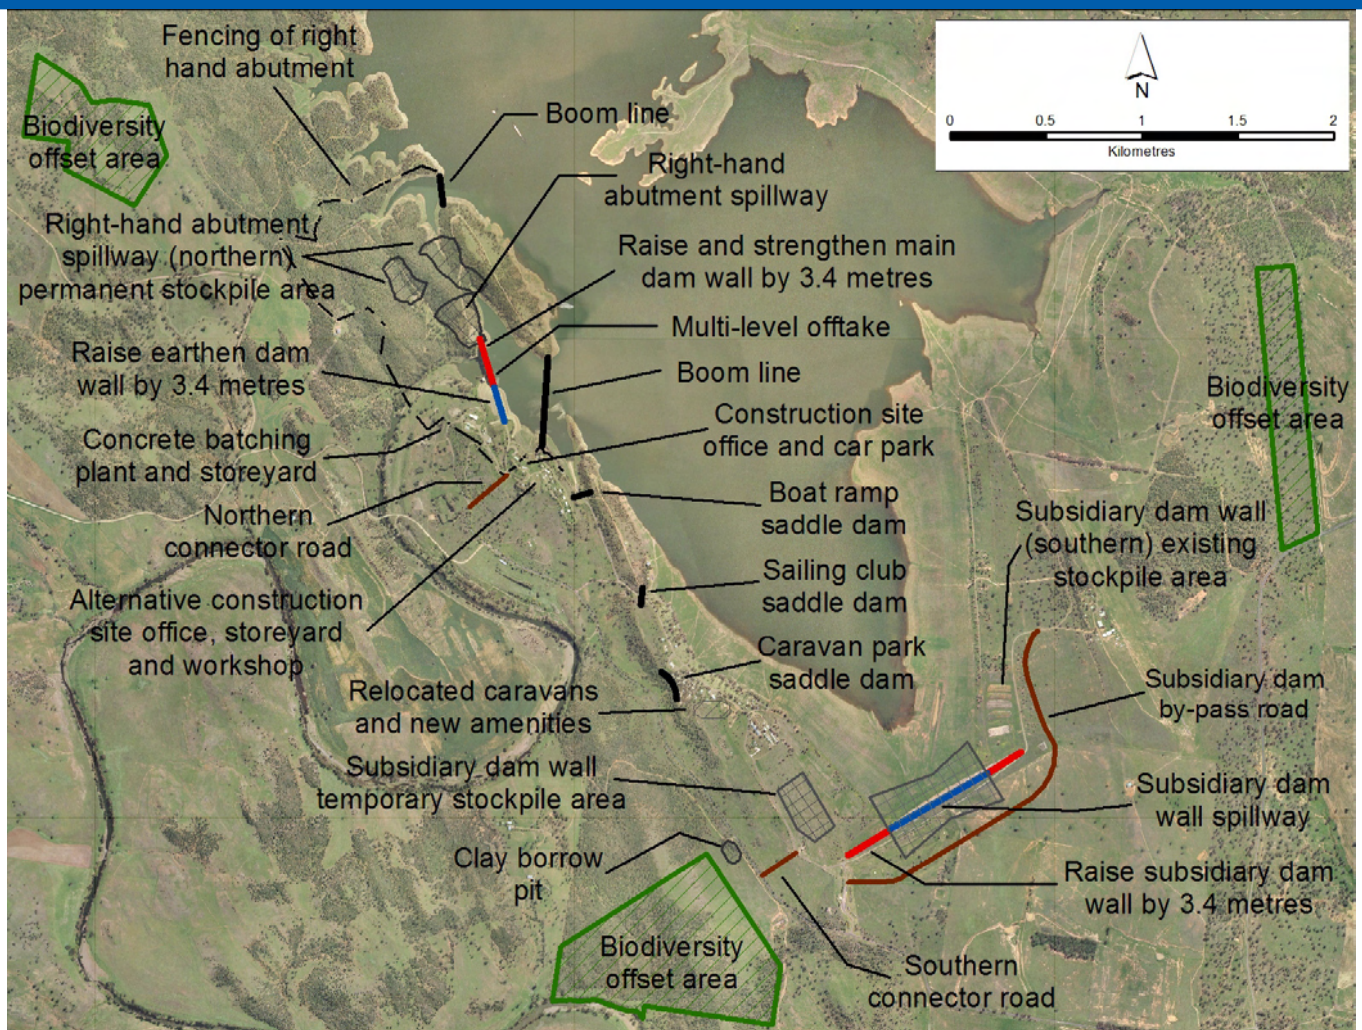 Fencing of right
hand abutment
Boom line
N
0 0.5 1 1.5 2
Kilometres
Biodiversity
offset area
Right-hand
abutment spillway
Right-hand abutment
spillway (northern)
permanent stockpile area
Raise and strengthen main
dam wall by 3.4 metres
Multi-level offtake
Raise earthen dam
wall by 3.4 metres
Boom line
Biodiversity
offset area
Construction site
office and car park
Concrete batching
plant and storeyard
Boat ramp
saddle dam
Subsidiary dam wall
(southern) existing
stockpile area
Northern
connector road
Sailing club
saddle dam
Alternative construction
site office, storeyard
and workshop
Caravan park
saddle dam
Relocated caravans
and new amenities
Subsidiary dam
by-pass road
Subsidiary dam wall
temporary stockpile area
Subsidiary dam
wall spillway
Clay borrow
pit
Raise subsidiary dam
wall by 3.4 metres
Biodiversity
offset area
Southern
connector road